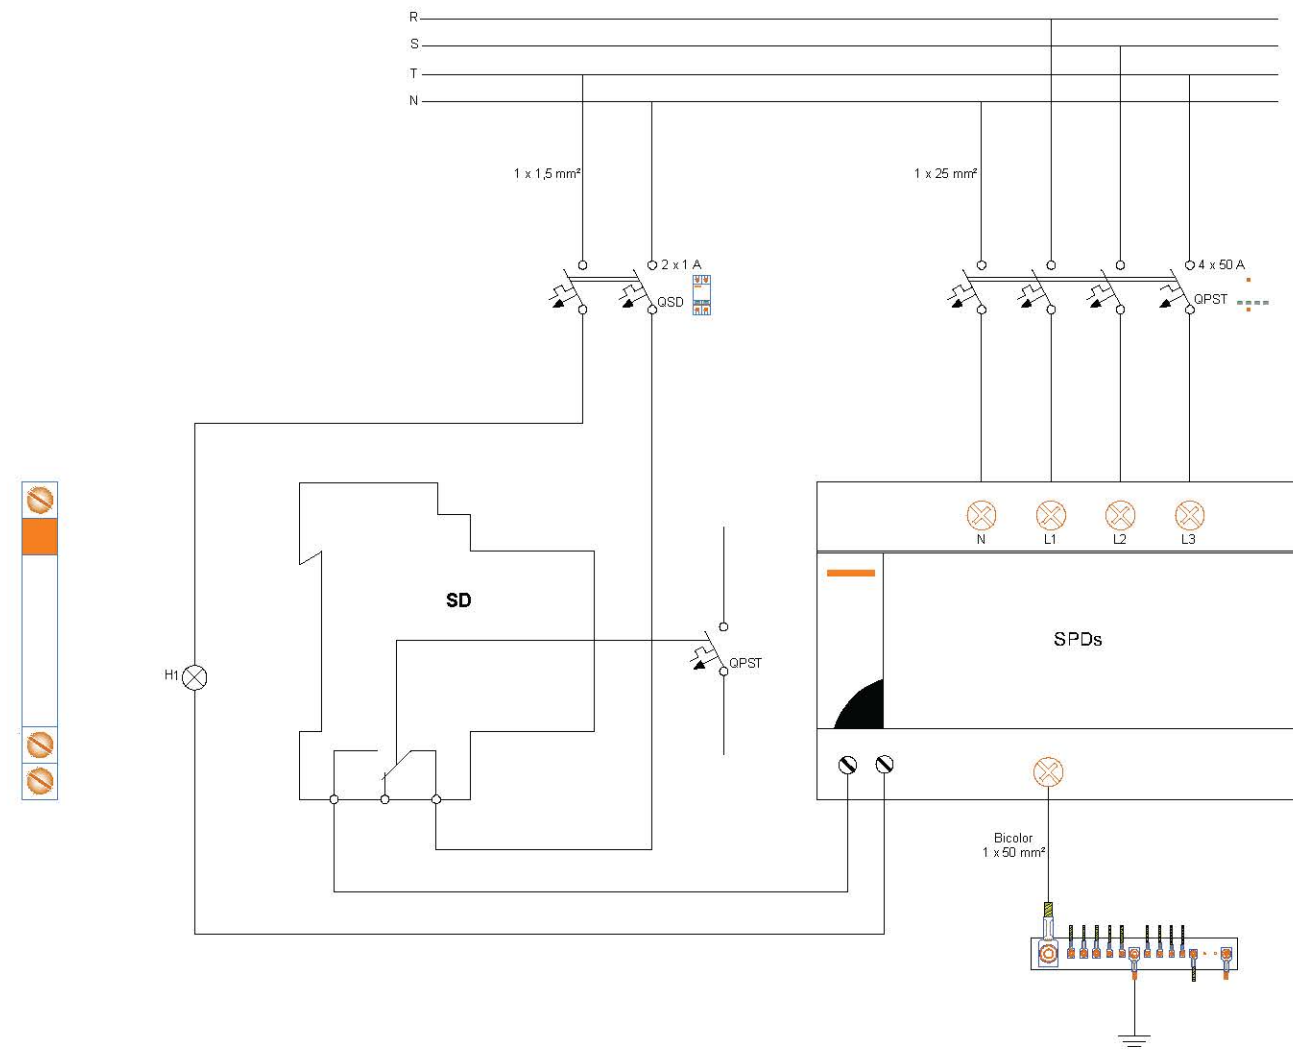 R
S
T
N
1 x 1,5 mm²
1 x 25 mm²
2 x 1 A
QSD
4 x 50 A
QPST
N
L1
L2
L3
SD
SPDs
H1
QPST
Bicolor
1 x 50 mm²